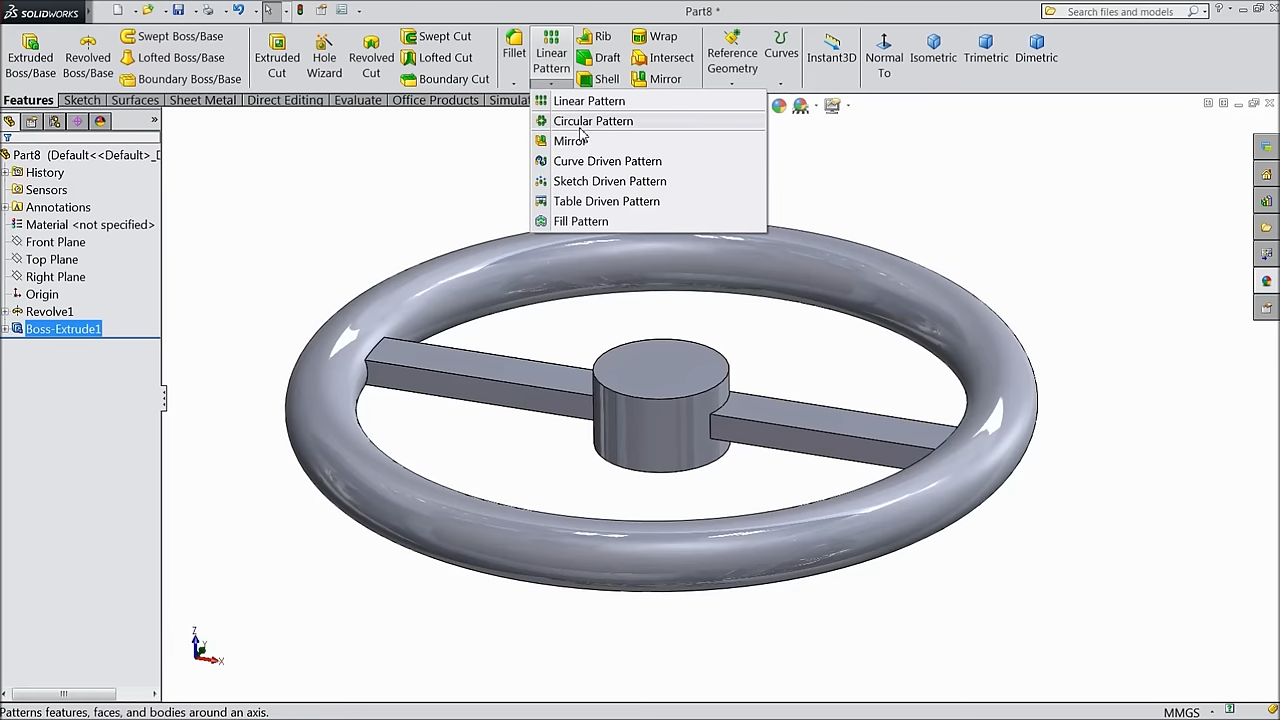 SOLIDWORKS
Part8 *
Search files and models
Extruded Boss/Base
Revolved Boss/Base
Swept Boss/Base
Lofted Boss/Base
Boundary Boss/Base
Extruded Cut
Hole Wizard
Revolved Cut
Swept Cut
Lofted Cut
Boundary Cut
Fillet
Linear Pattern
Rib
Draft
Shell
Wrap
Intersect
Mirror
Reference Geometry
Curves
Instant3D
Normal To
Isometric
Trimetric
Dimetric
Features
Sketch
Surfaces
Sheet Metal
Direct Editing
Evaluate
Office Products
Simulat
Linear Pattern
Circular Pattern
Mirror
Curve Driven Pattern
Sketch Driven Pattern
Table Driven Pattern
Fill Pattern
Part8 (Default<<Default>_D
History
Sensors
Annotations
Material <not specified>
Front Plane
Top Plane
Right Plane
Origin
Revolve1
Boss-Extrude1
Z
Y
X
Patterns features, faces, and bodies around an axis.
MMGS